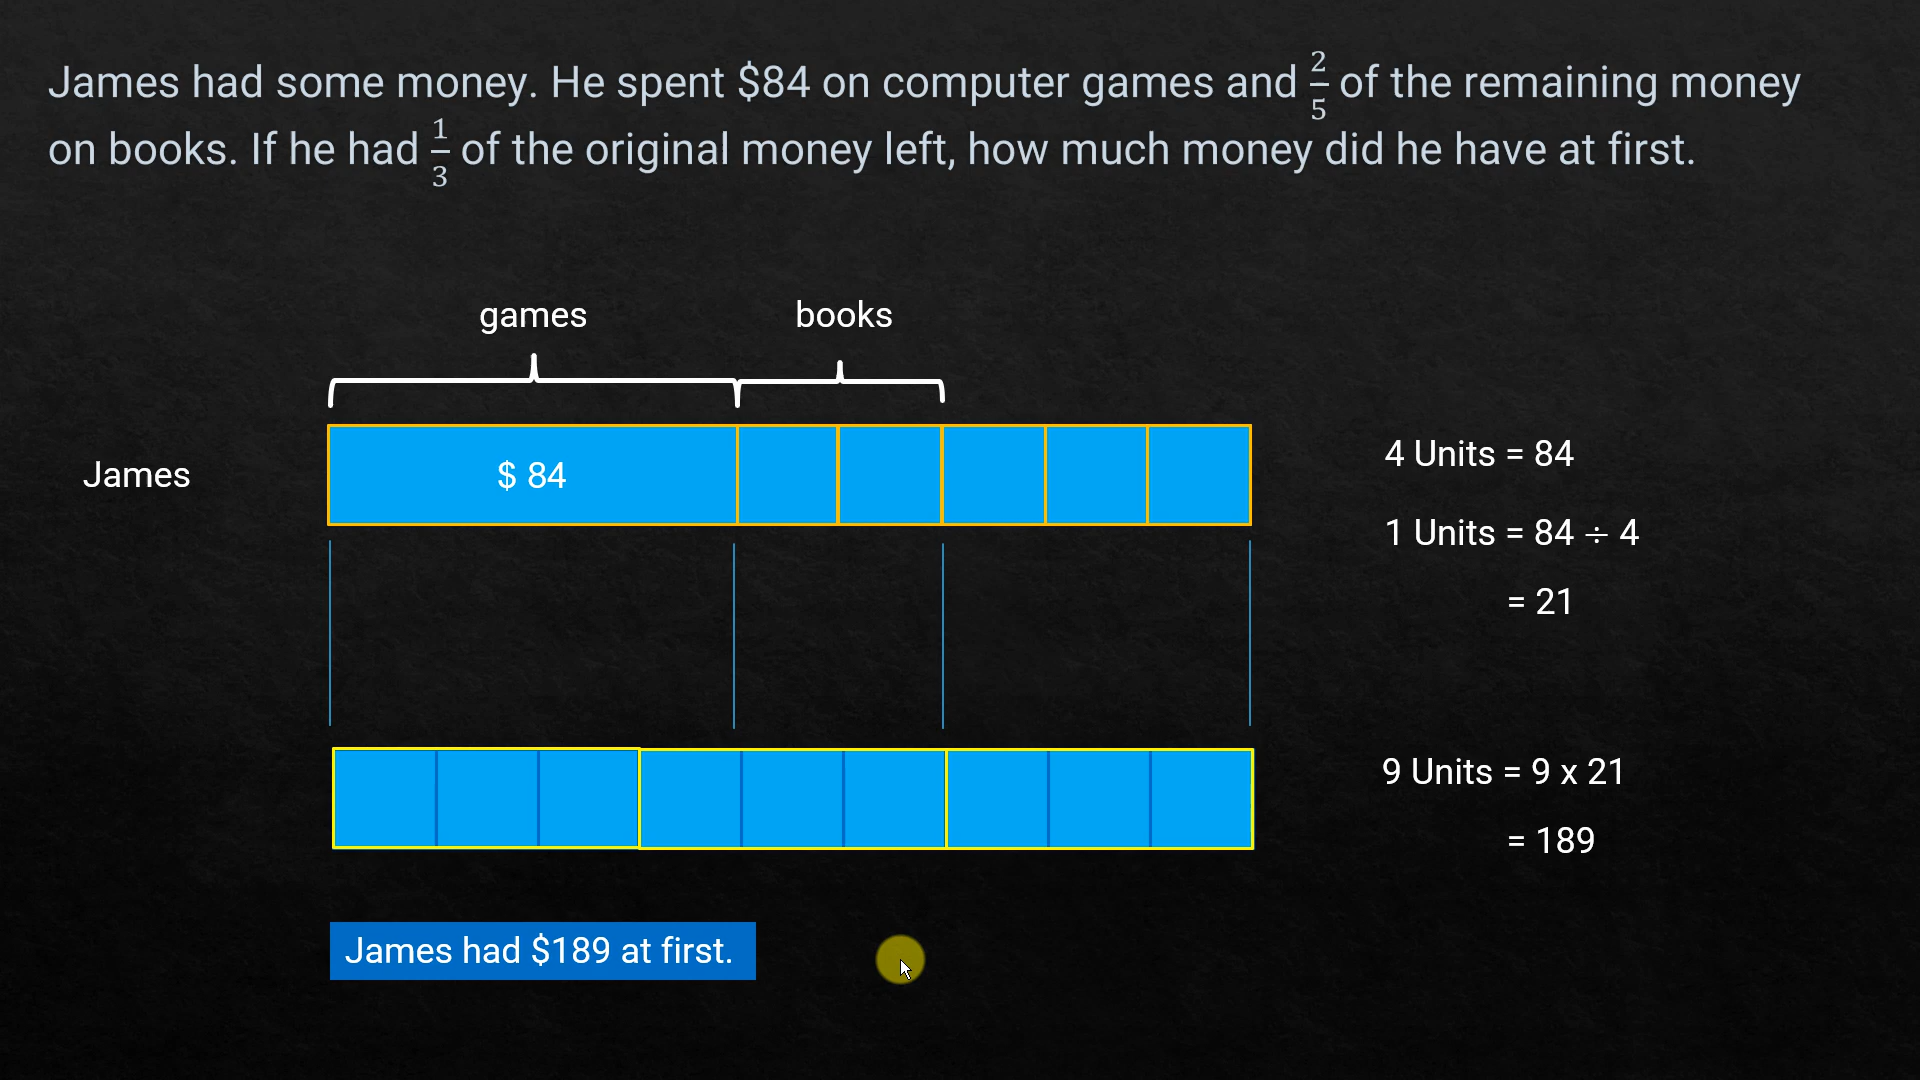 James had some money. He spent $84 on computer games and 2/5 of the remaining money
on books. If he had 1/3 of the original money left, how much money did he have at first.
games
books
James
$ 84
4 Units = 84
1 Units = 84 ÷ 4
= 21
9 Units = 9 x 21
= 189
James had $189 at first.